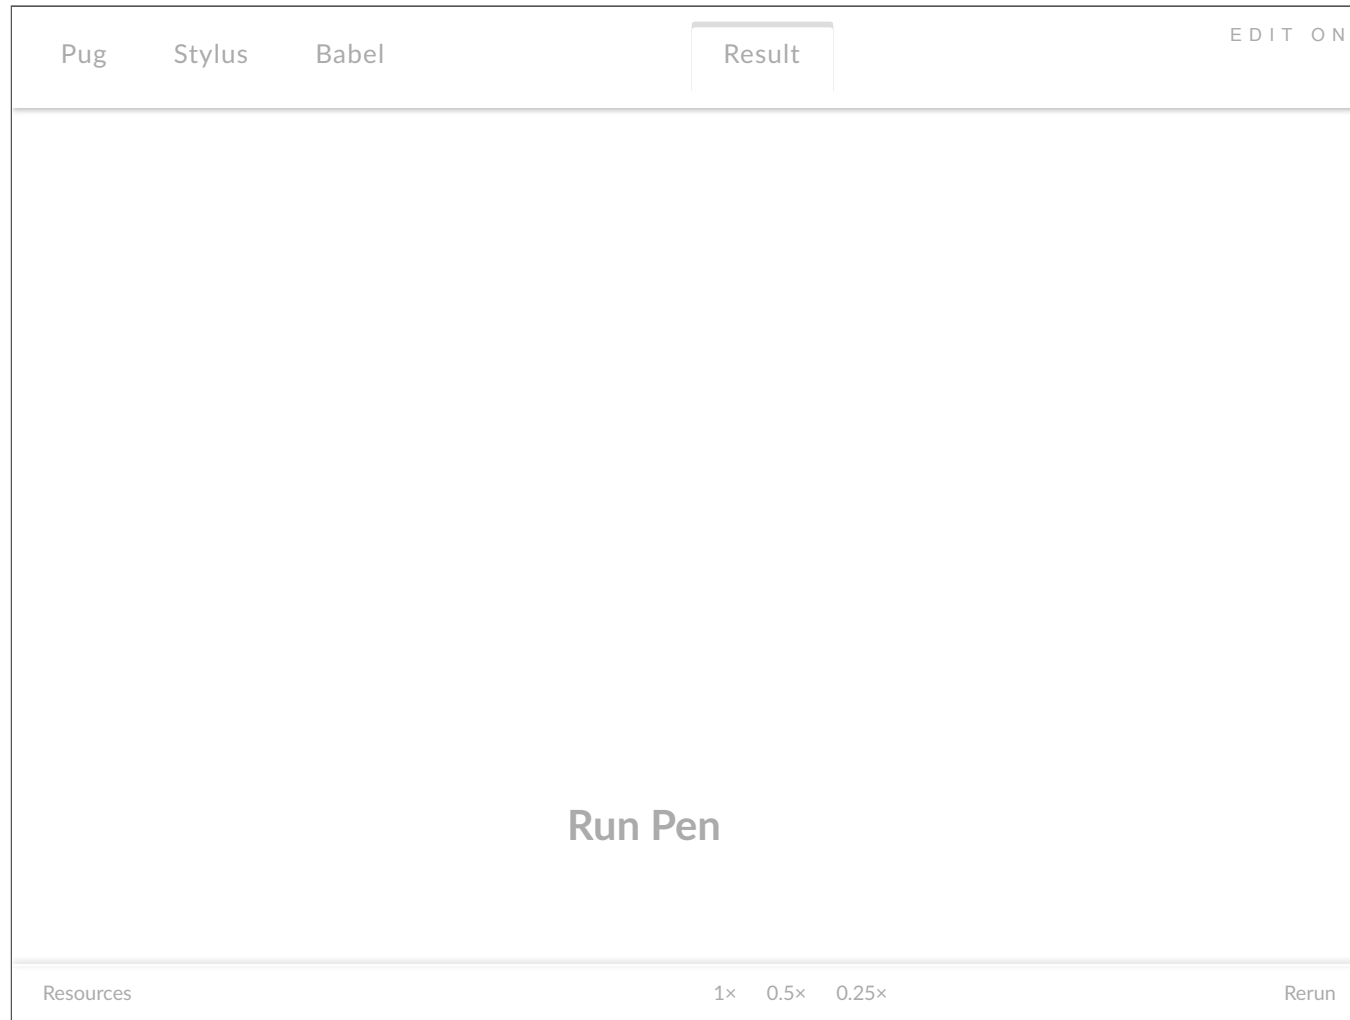 Pug Stylus Babel Result EDIT ON
Run Pen
Resources 1× 0.5× 0.25× Rerun